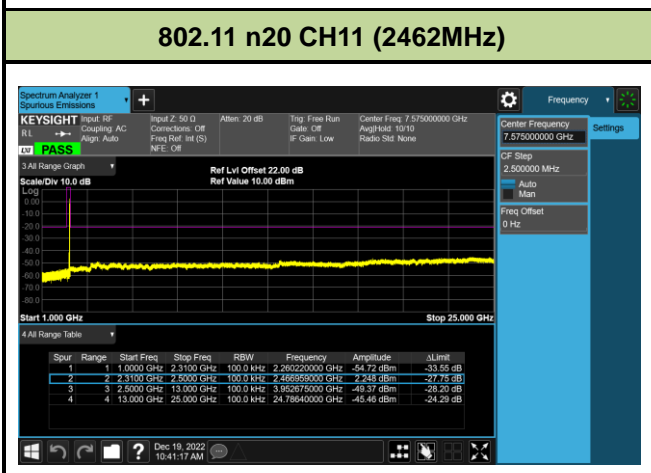 802.11 n20 CH11 (2462MHz)
Spectrum Analyzer 1
Spurious Emissions
+
Frequency
KEYSIGHT
R L
LXI PASS
Input: RF
Coupling: AC
Align: Auto
Input Z: 50 Ω
Corrections: Off
Freq Ref: Int (S)
NFE: Off
Atten: 20 dB
Trig: Free Run
Gate: Off
IF Gain: Low
Center Freq: 7.575000000 GHz
Avg|Hold: 10/10
Radio Std: None
Center Frequency
7.575000000 GHz
Settings
CF Step
2.500000 MHz
Auto
Man
Freq Offset
0 Hz
3 All Range Graph
Scale/Div 10.0 dB
Ref Lvl Offset 22.00 dB
Ref Value 10.00 dBm
Log
0.00
-10.0
-20.0
-30.0
-40.0
-50.0
-60.0
-70.0
-80.0
Start 1.000 GHz Stop 25.000 GHz
4 All Range Table
Spur Range Start Freq Stop Freq RBW Frequency Amplitude ΔLimit
1 1 1.0000 GHz 2.3100 GHz 100.0 kHz 2.260220000 GHz -54.72 dBm -33.55 dB
2 2 2.3100 GHz 2.5000 GHz 100.0 kHz 2.466959000 GHz 2.248 dBm -27.75 dB
3 3 2.5000 GHz 13.000 GHz 100.0 kHz 3.952675000 GHz -49.37 dBm -28.20 dB
4 4 13.000 GHz 25.000 GHz 100.0 kHz 24.78640000 GHz -45.46 dBm -24.29 dB
?
Dec 19, 2022
10:41:17 AM